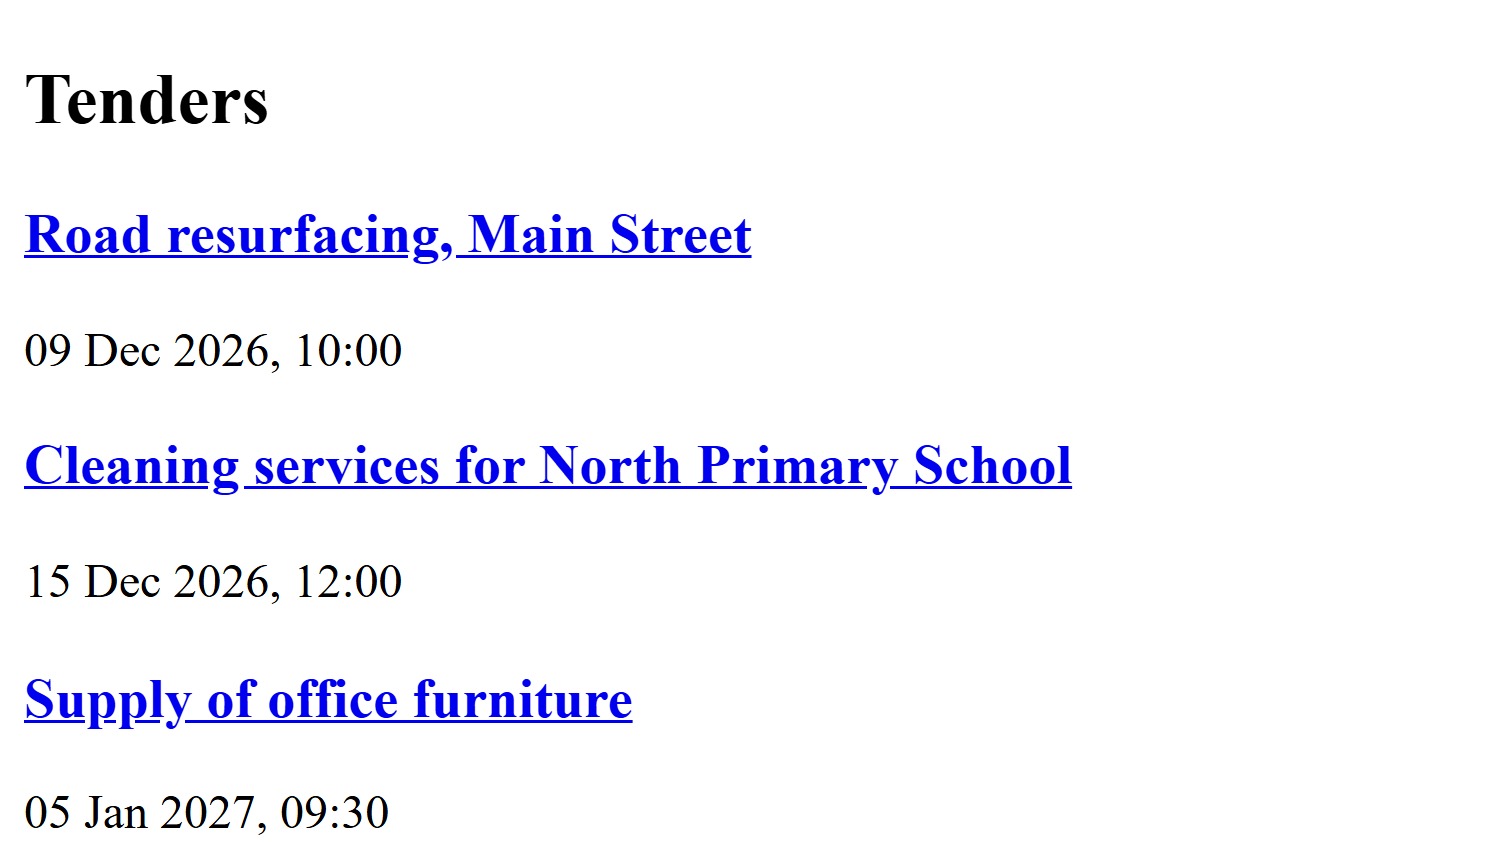 Tenders
Road resurfacing, Main Street
09 Dec 2026, 10:00
Cleaning services for North Primary School
15 Dec 2026, 12:00
Supply of office furniture
05 Jan 2027, 09:30